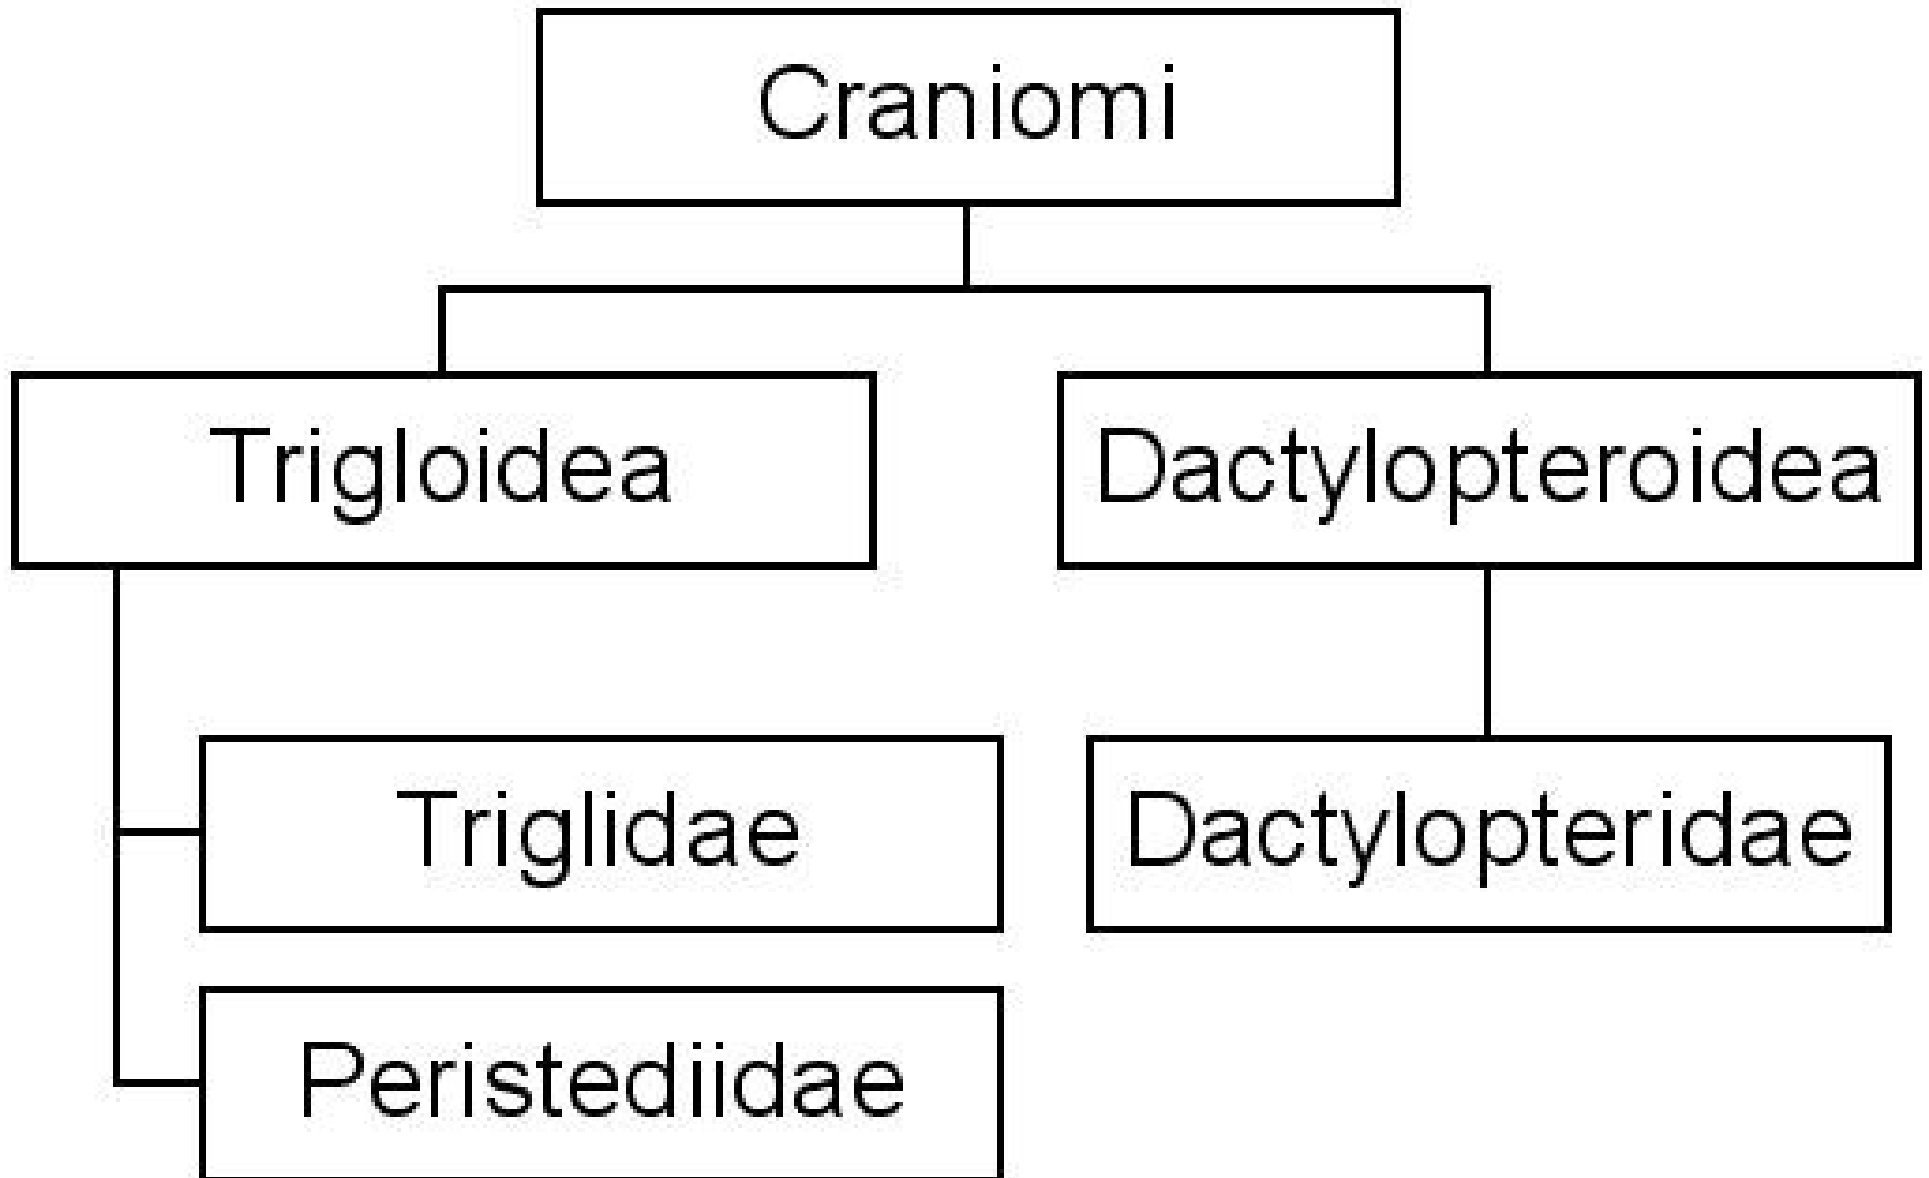 Craniomi
Trigloidea
Dactylopteroidea
Triglidae
Dactylopteridae
Peristediidae